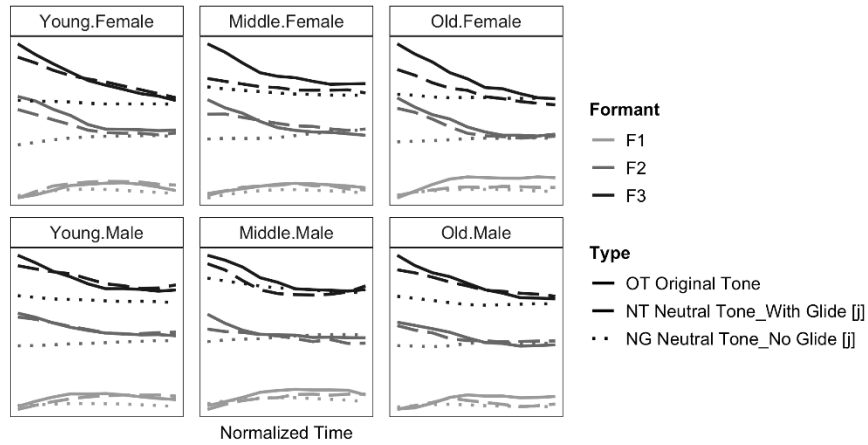 Young.Female
Middle.Female
Old.Female
Young.Male
Middle.Male
Old.Male
Normalized Time
Formant
F1
F2
F3
Type
OT Original Tone
NT Neutral Tone_With Glide [j]
NG Neutral Tone_No Glide [j]